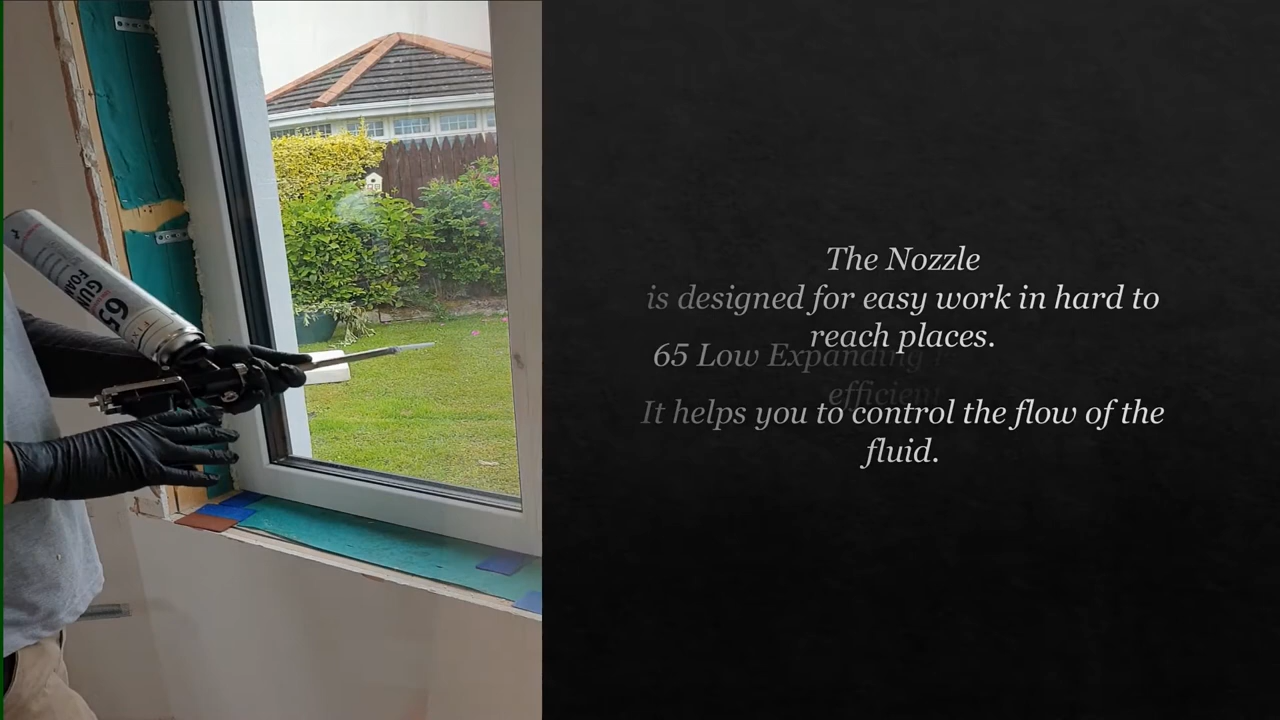 65
GUN
FOAM
The Nozzle
is designed for easy work in hard to
reach places.
65 Low Expanding
efficient
It helps you to control the flow of the
fluid.